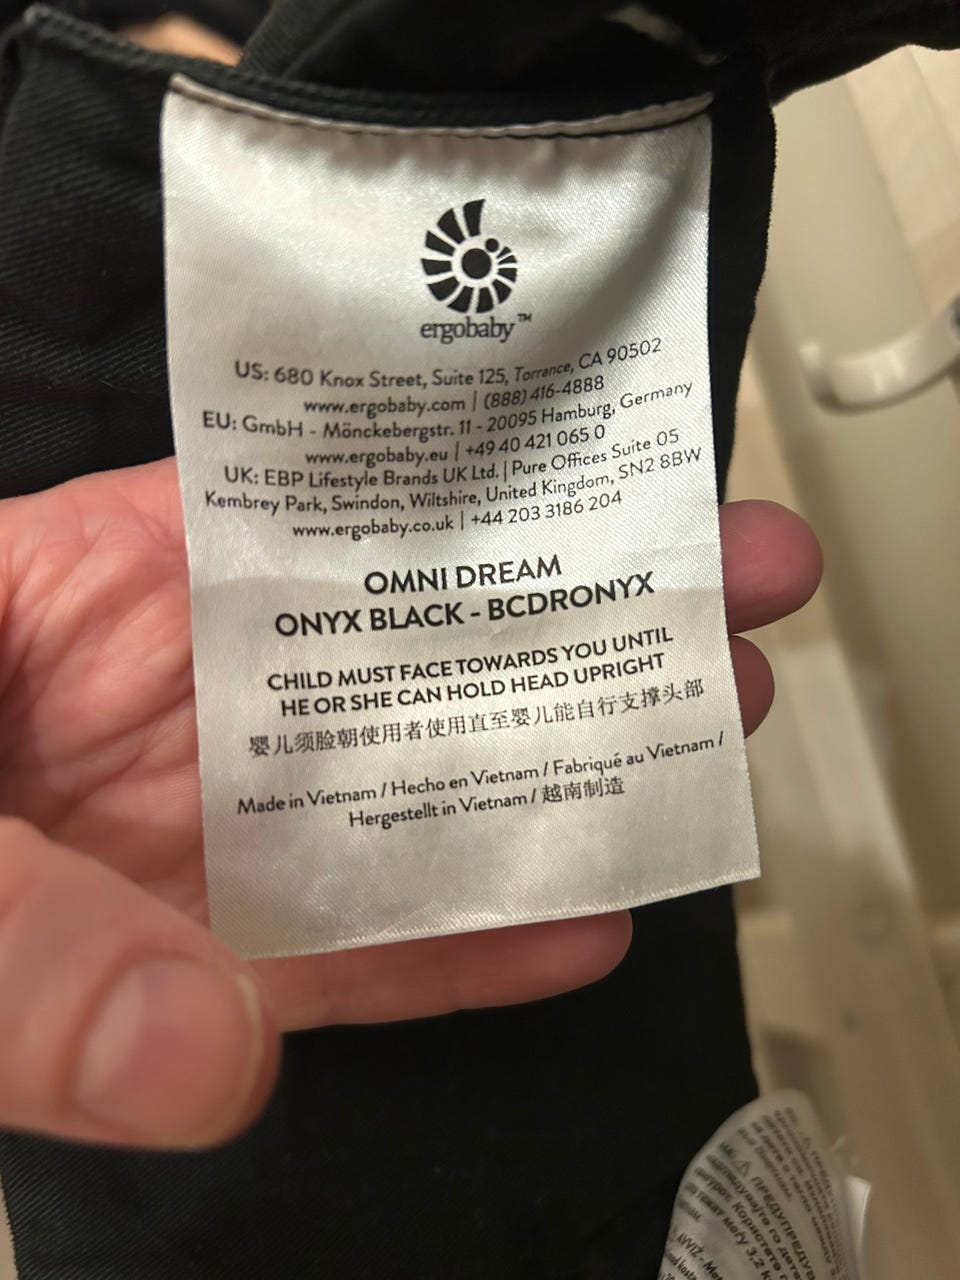 ergobaby™
US: 680 Knox Street, Suite 125, Torrance, CA 90502
www.ergobaby.com | (888) 416-4888
EU: GmbH - Mönckebergstr. 11 - 20095 Hamburg, Germany
www.ergobaby.eu | +49 40 421 065 0
UK: EBP Lifestyle Brands UK Ltd. | Pure Offices Suite 05
Kembrey Park, Swindon, Wiltshire, United Kingdom, SN2 8BW
www.ergobaby.co.uk | +44 203 3186 204
OMNI DREAM
ONYX BLACK - BCDRONYX
CHILD MUST FACE TOWARDS YOU UNTIL
HE OR SHE CAN HOLD HEAD UPRIGHT
婴儿须脸朝使用者使用直至婴儿能自行支撑头部
Made in Vietnam / Hecho en Vietnam / Fabriqué au Vietnam /
Hergestellt in Vietnam / 越南制造